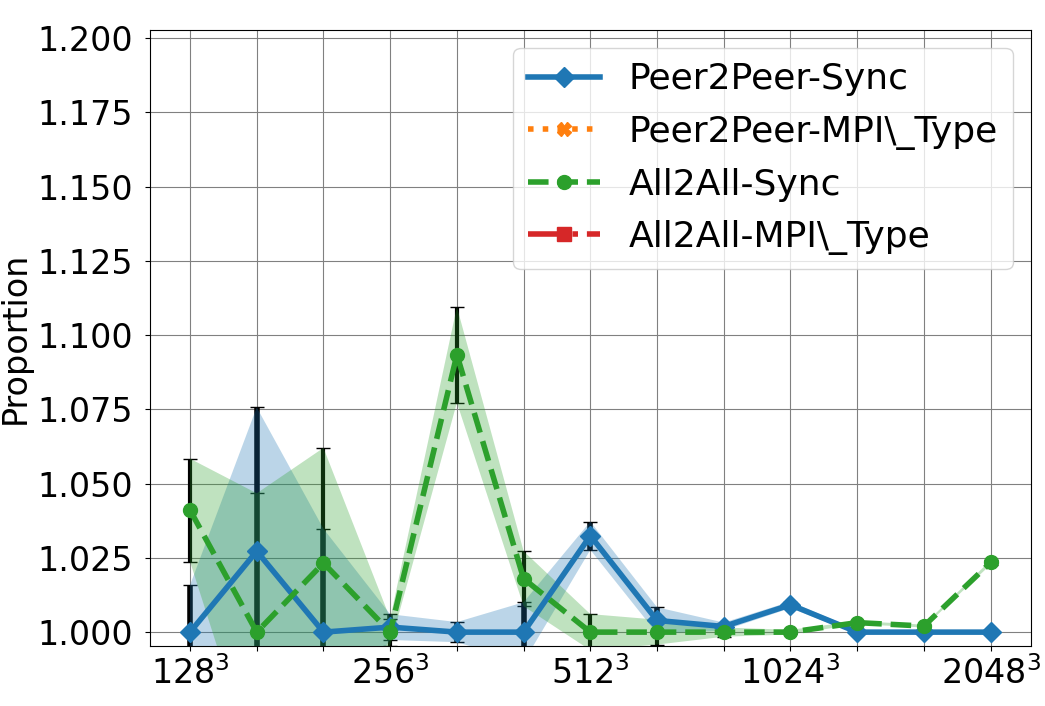 1.200
1.175
1.150
1.125
1.100
1.075
1.050
1.025
1.000
Proportion
Peer2Peer-Sync
Peer2Peer-MPI\_Type
All2All-Sync
All2All-MPI\_Type
128³ 256³ 512³ 1024³ 2048³